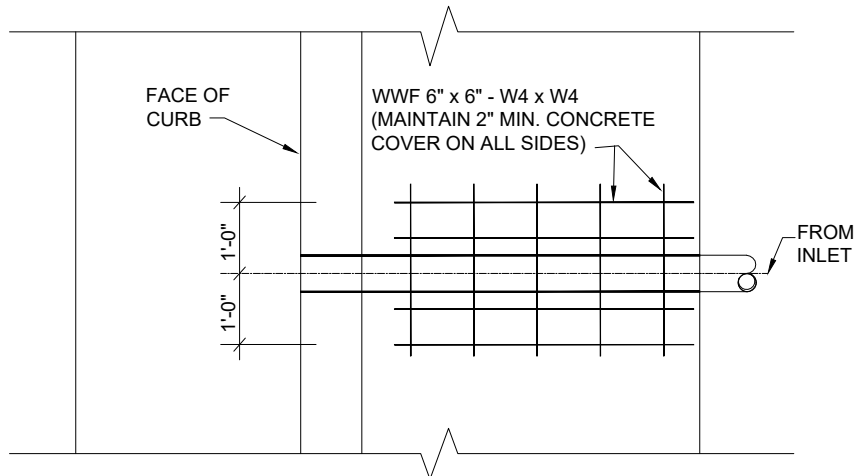 FACE OF
CURB
WWF 6" x 6" - W4 x W4
(MAINTAIN 2" MIN. CONCRETE
COVER ON ALL SIDES)
1'-0"
1'-0"
FROM
INLET